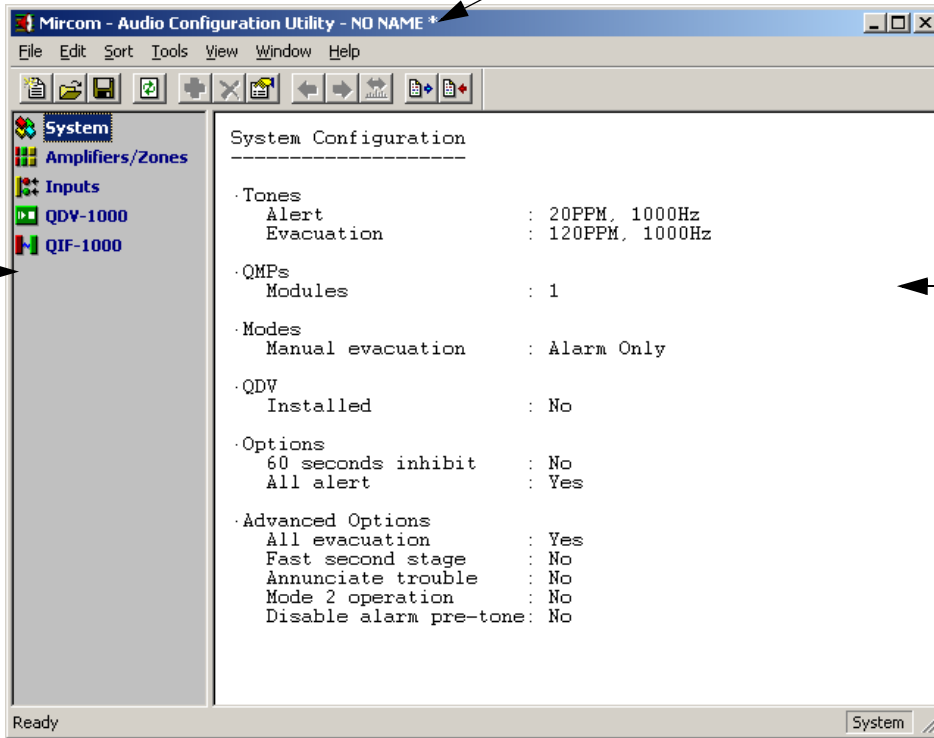 Mircom - Audio Configuration Utility - NO NAME *
File Edit Sort Tools View Window Help
System
Amplifiers/Zones
Inputs
QDV-1000
QIF-1000
System Configuration
--------------------
·Tones
Alert : 20PPM, 1000Hz
Evacuation : 120PPM, 1000Hz
·QMPs
Modules : 1
·Modes
Manual evacuation : Alarm Only
·QDV
Installed : No
·Options
60 seconds inhibit : No
All alert : Yes
·Advanced Options
All evacuation : Yes
Fast second stage : No
Annunciate trouble : No
Mode 2 operation : No
Disable alarm pre-tone: No
Ready
System